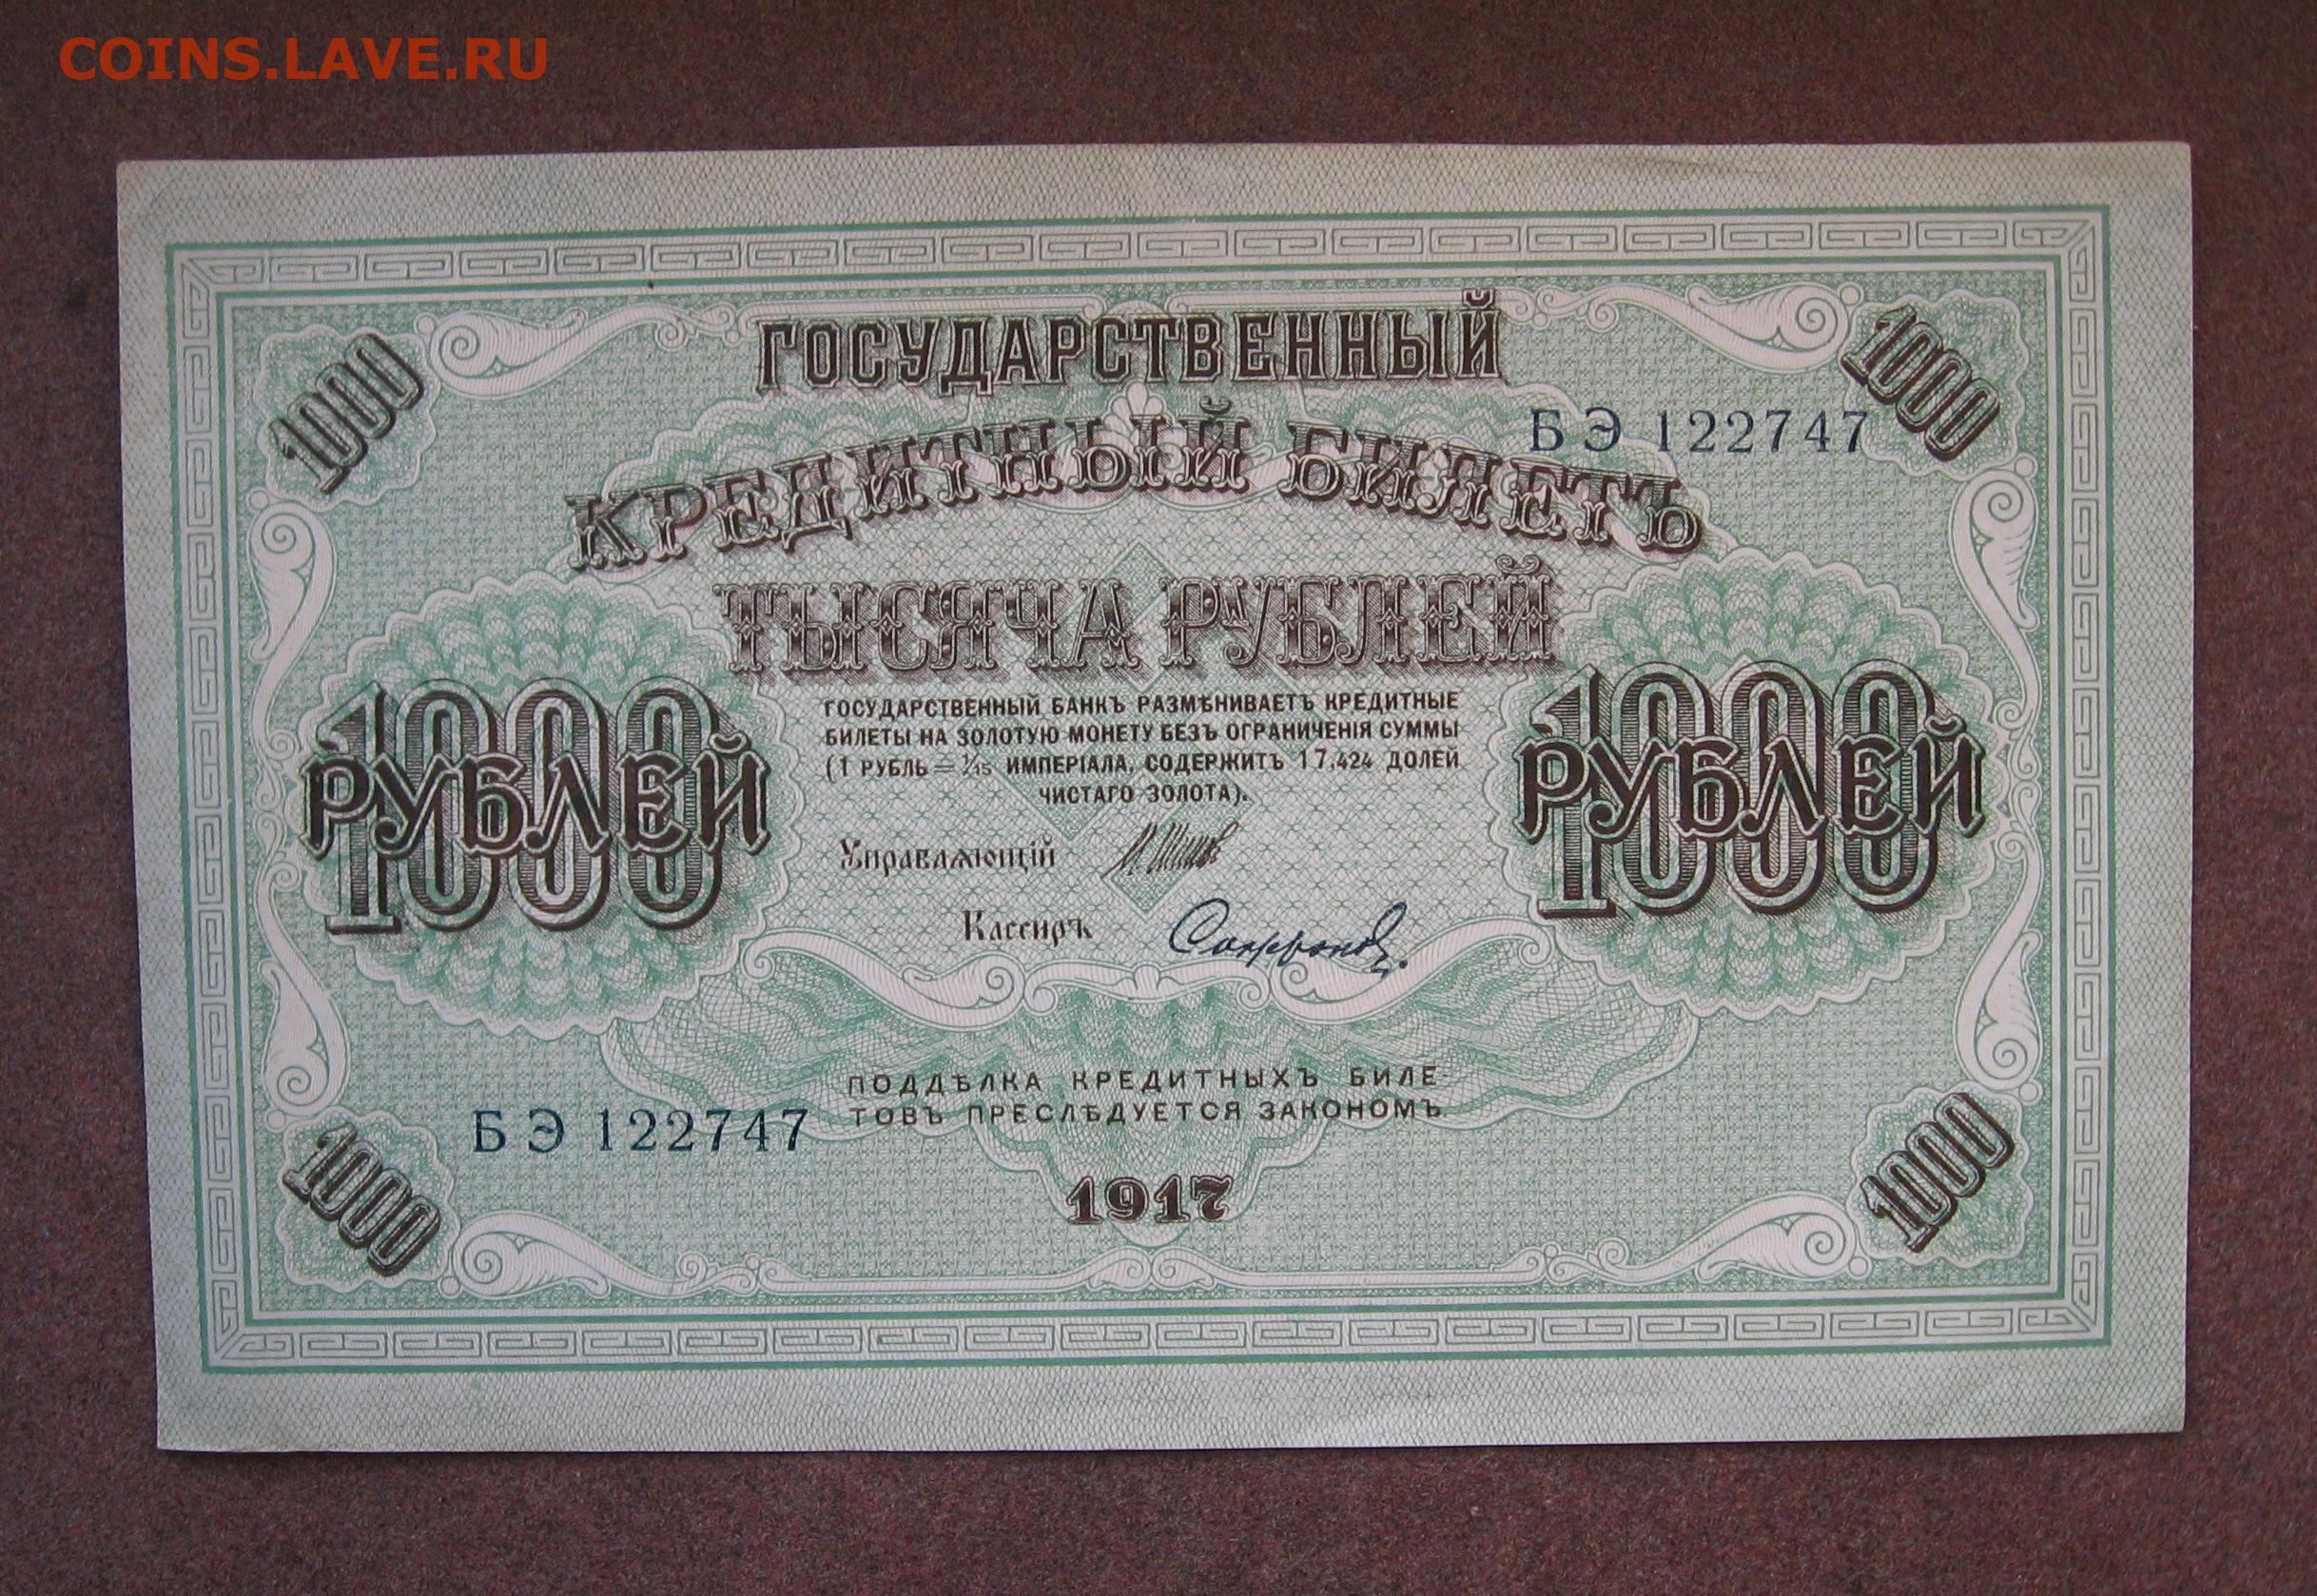 COINS.LAVE.RU
ГОСУДАРСТВЕННЫЙ
1000
1000
БЭ 122747
КРЕДИТНЫЙ БИЛЕТЪ
ТЫСЯЧА РУБЛЕЙ
1000
РУБЛЕЙ
ГОСУДАРСТВЕННЫЙ БАНКЪ РАЗМѢНИВАЕТЪ КРЕДИТНЫЕ
БИЛЕТЫ НА ЗОЛОТУЮ МОНЕТУ БЕЗЪ ОГРАНИЧЕНІЯ СУММЫ
(1 РУБЛЬ = 1/15 ИМПЕРІАЛА, СОДЕРЖИТЪ 17,424 ДОЛЕЙ
ЧИСТАГО ЗОЛОТА).
1000
РУБЛЕЙ
Управляющій И.Шипов
Кассиръ Софронов
ПОДДѢЛКА КРЕДИТНЫХЪ БИЛЕ-
ТОВЪ ПРЕСЛѢДУЕТСЯ ЗАКОНОМЪ
БЭ 122747
1000
1917
1000